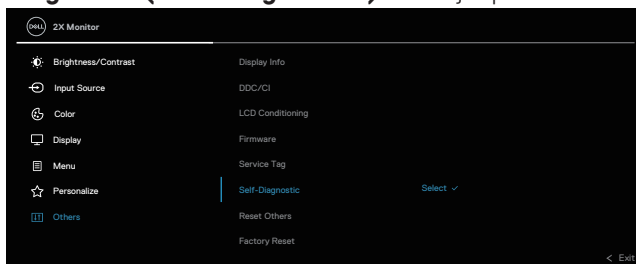 DELL 2X Monitor
Brightness/Contrast Display Info
Input Source DDC/CI
Color LCD Conditioning
Display Firmware
Menu Service Tag
Personalize Self-Diagnostic Select ✓
Others Reset Others
Factory Reset
< Exit